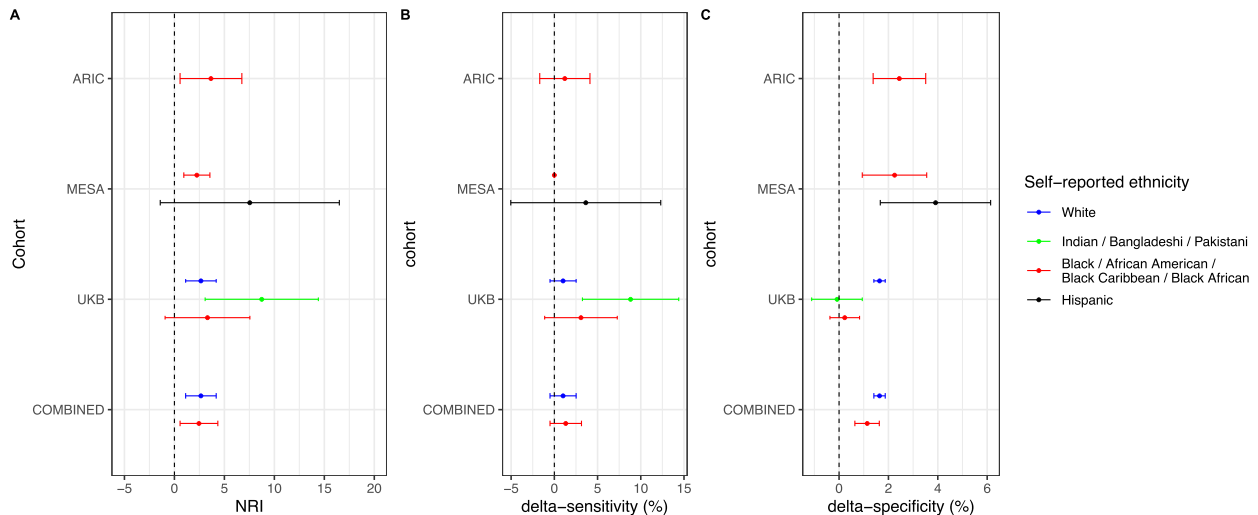 A
Cohort
ARIC
MESA
UKB
COMBINED
−5 0 5 10 15 20
NRI
B
cohort
ARIC
MESA
UKB
COMBINED
−5 0 5 10 15
delta−sensitivity (%)
C
cohort
ARIC
MESA
UKB
COMBINED
0 2 4 6
delta−specificity (%)
Self−reported ethnicity
White
Indian / Bangladeshi / Pakistani
Black / African American /
Black Caribbean / Black African
Hispanic